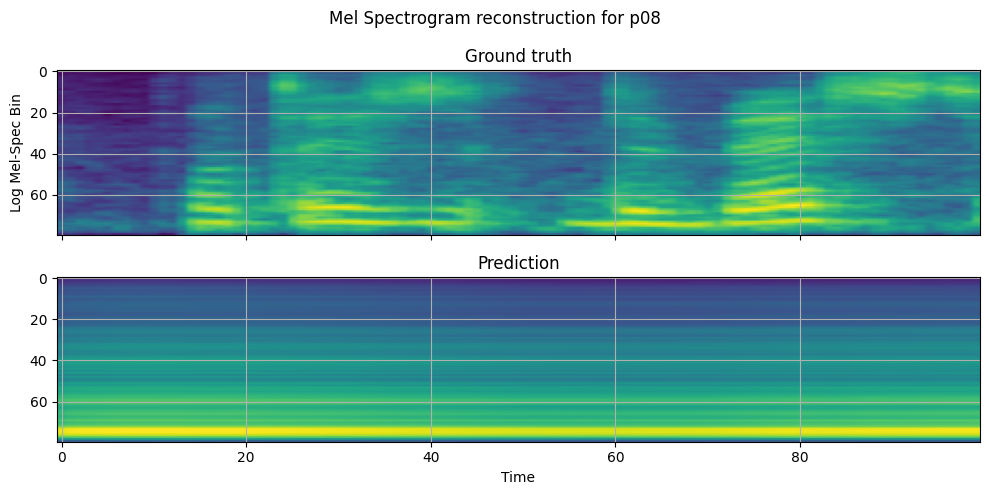 Mel Spectrogram reconstruction for p08
Ground truth
0
20
40
60
Log Mel-Spec Bin
Prediction
0
20
40
60
0 20 40 60 80
Time